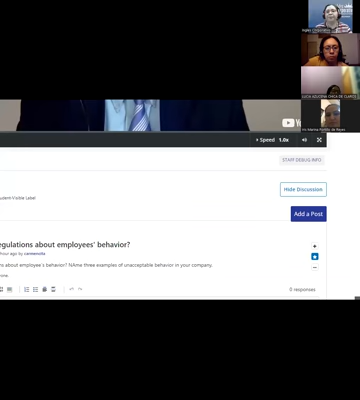 Speed 1.0x
STAFF DEBUG INFO
Hide Discussion
tudent-Visible Label
Add a Post
egulations about employees' behavior?
hour ago by
ns about employee's behavior? NAme three examples of unacceptable behavior in your company.
0 responses